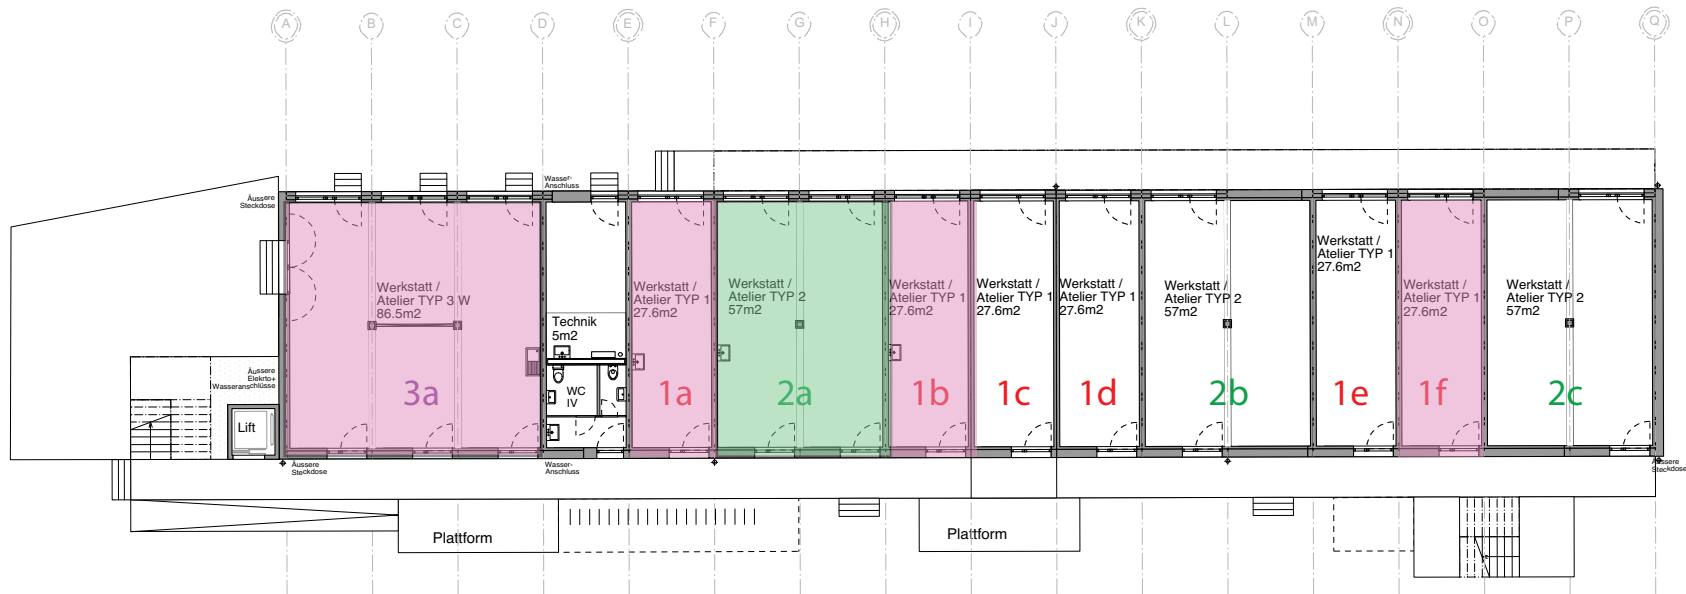 A B C D E F G H I J K L M N O P Q
Wasser-
Anschluss
Äussere
Steckdose
Werkstatt /
Atelier TYP 3 W
86.5m2
3a
Technik
5m2
WC
IV
Werkstatt /
Atelier TYP 1
27.6m2
1a
Werkstatt /
Atelier TYP 2
57m2
2a
Werkstatt /
Atelier TYP 1
27.6m2
1b
Werkstatt /
Atelier TYP 1
27.6m2
1c
Werkstatt /
Atelier TYP 1
27.6m2
1d
Werkstatt /
Atelier TYP 2
57m2
2b
Werkstatt /
Atelier TYP 1
27.6m2
1e
Werkstatt /
Atelier TYP 1
27.6m2
1f
Werkstatt /
Atelier TYP 2
57m2
2c
Äussere
Elekrto+
Wasseranschlüsse
Lift
Äussere
Steckdose
Wasser-
Anschluss
Äussere
Steckdose
Plattform
Plattform